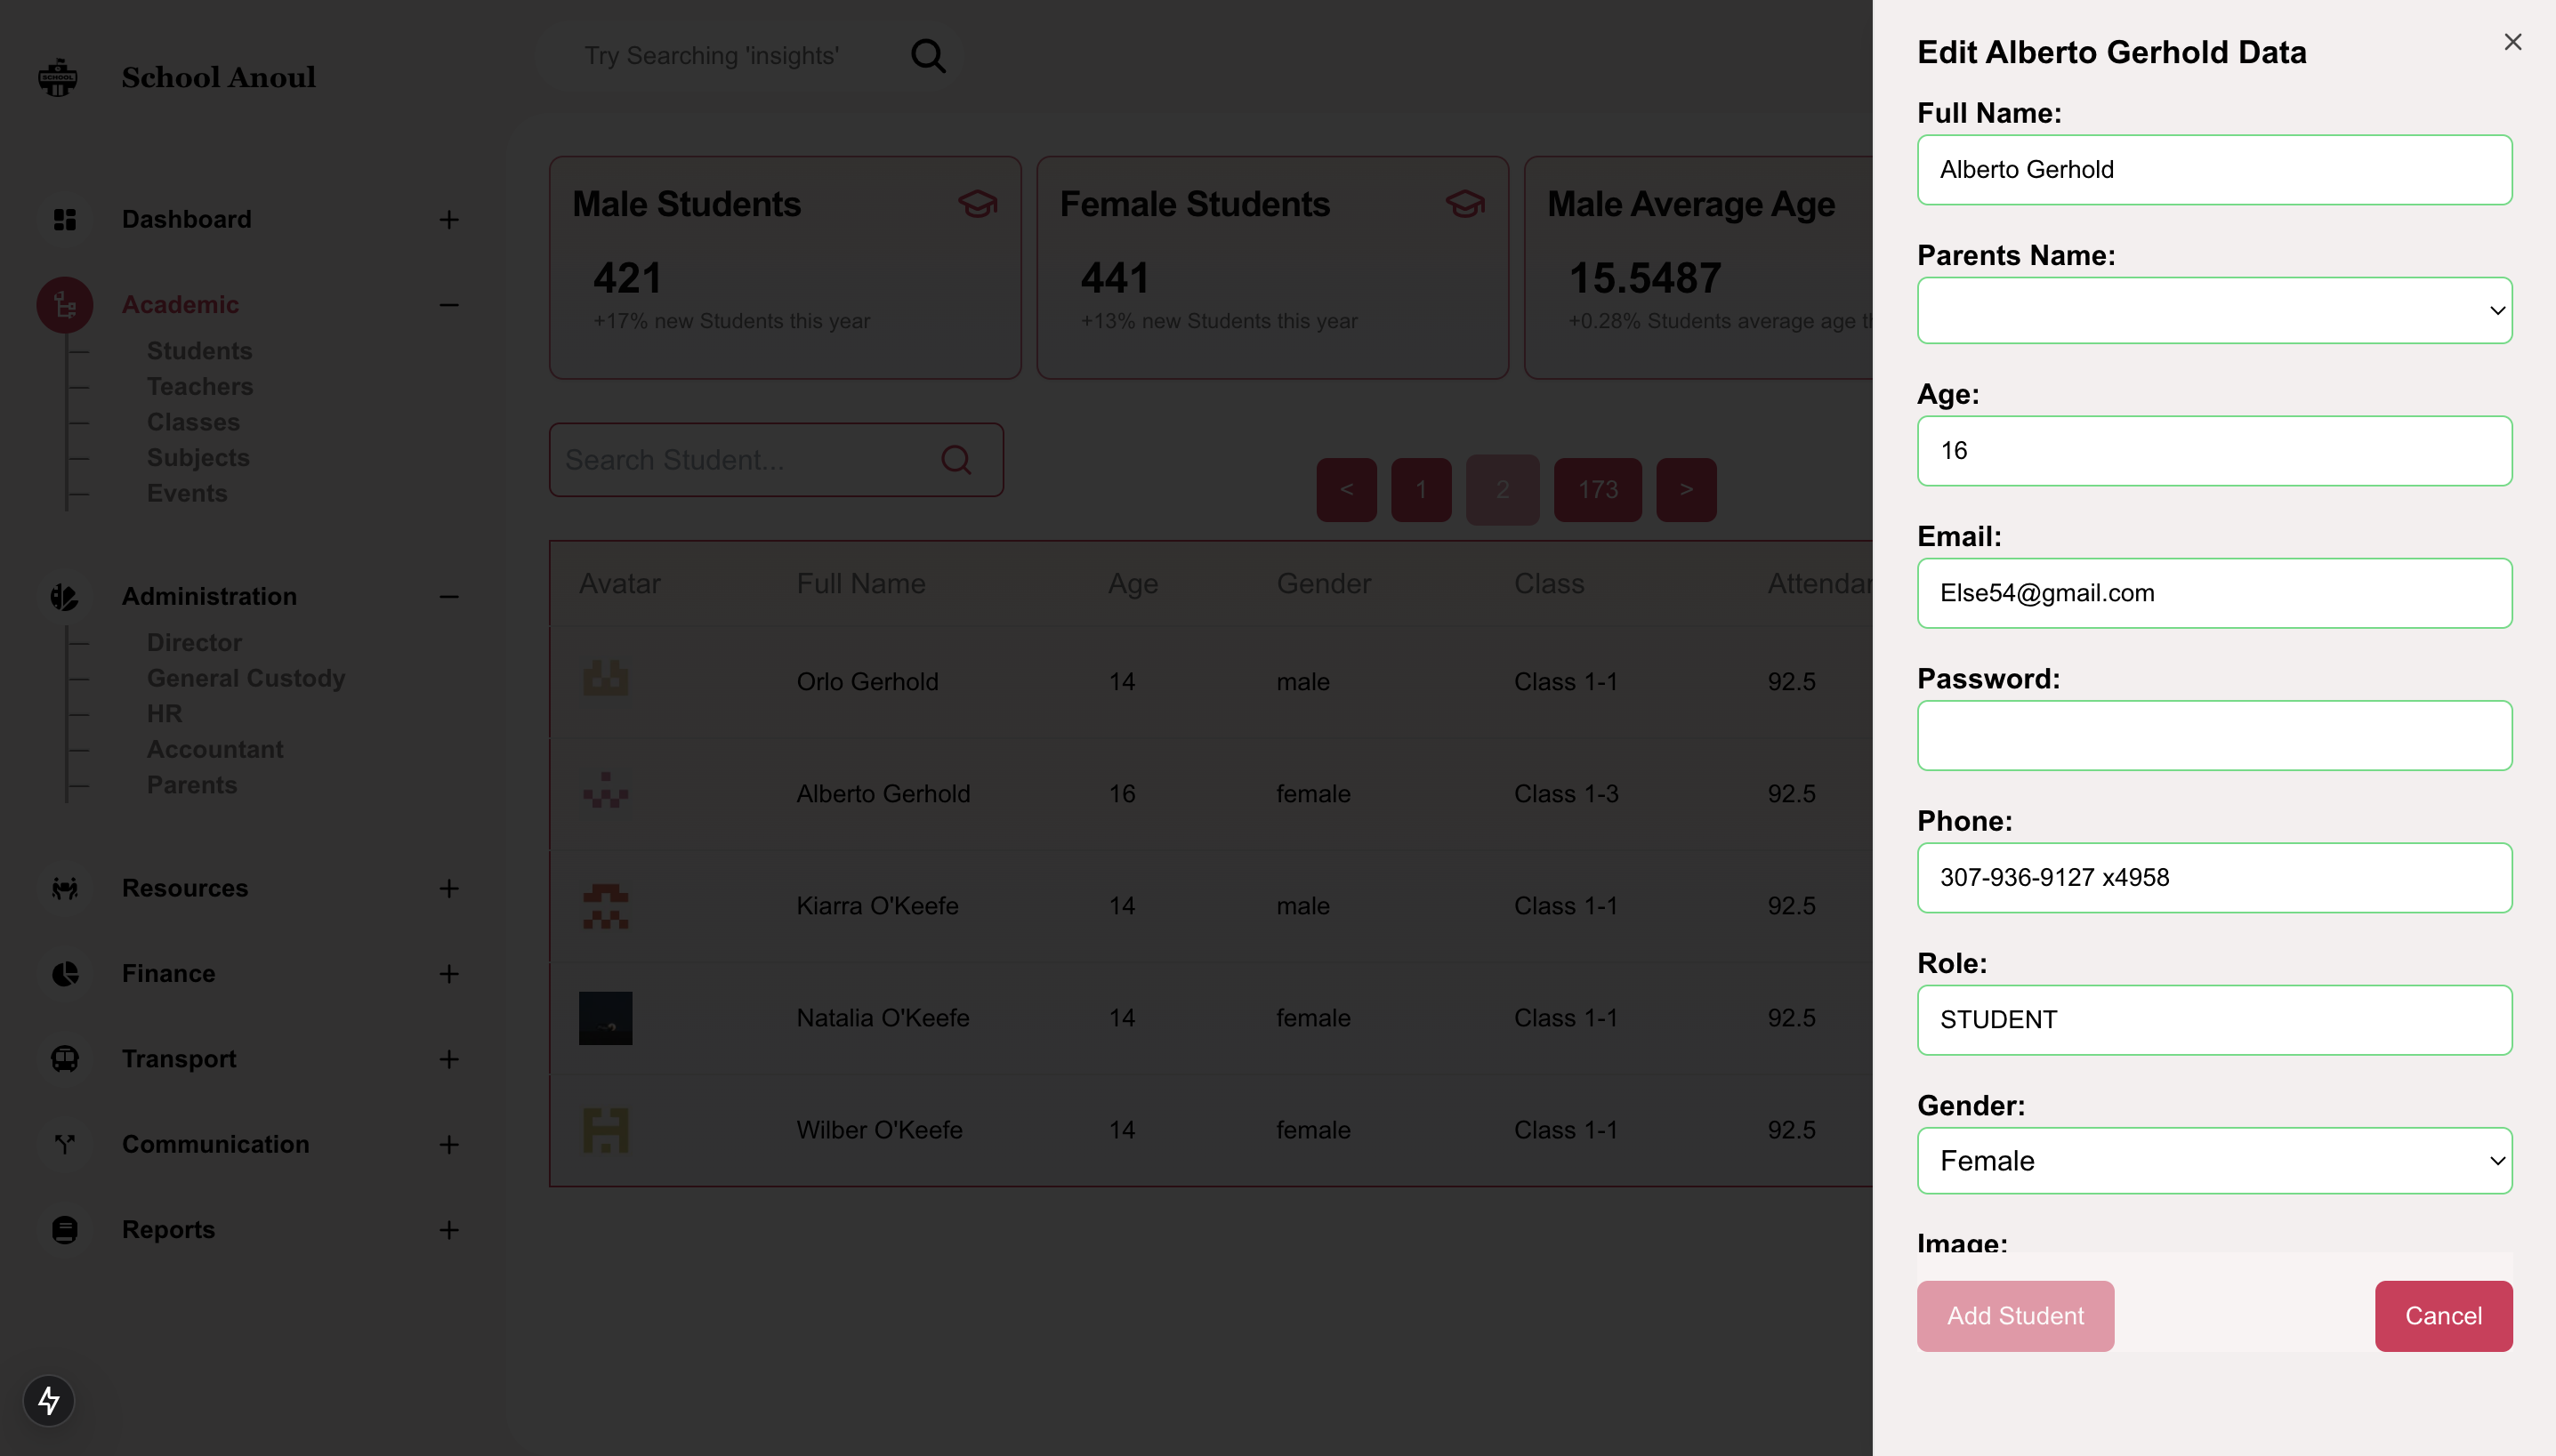 SCHOOL
School Anoul
Try Searching 'insights'
Dashboard
Academic
Students
Teachers
Classes
Subjects
Events
Administration
Director
General Custody
HR
Accountant
Parents
Resources
Finance
Transport
Communication
Reports
Male Students
421
+17% new Students this year
Female Students
441
+13% new Students this year
Male Average Age
15.5487
+0.28% Students average age
Search Student...
< 1 2 173 >
Avatar Full Name Age Gender Class Attendan
Orlo Gerhold 14 male Class 1-1 92.5
Alberto Gerhold 16 female Class 1-3 92.5
Kiarra O'Keefe 14 male Class 1-1 92.5
Natalia O'Keefe 14 female Class 1-1 92.5
Wilber O'Keefe 14 female Class 1-1 92.5
Edit Alberto Gerhold Data
Full Name:
Alberto Gerhold
Parents Name:
Age:
16
Email:
Else54@gmail.com
Password:
Phone:
307-936-9127 x4958
Role:
STUDENT
Gender:
Female
Image:
Add Student
Cancel